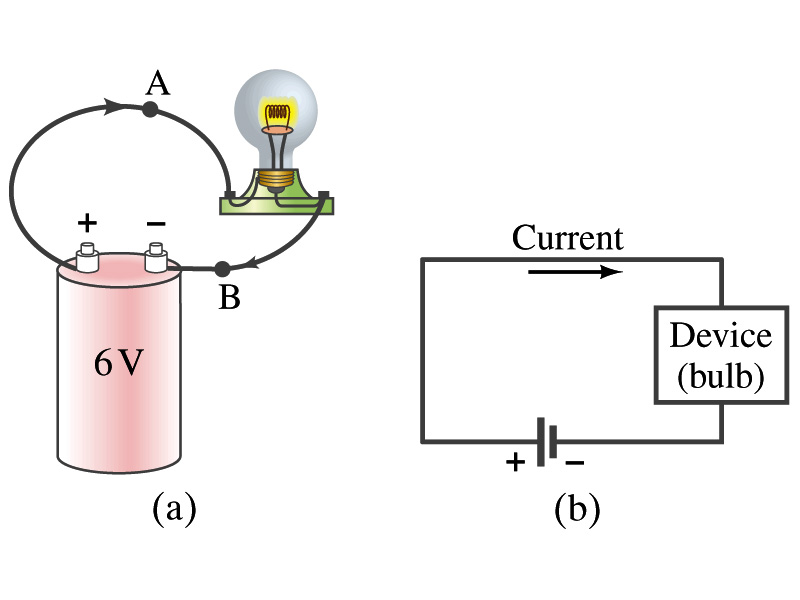 A
+ −
B
6 V
(a)
Current
Device
(bulb)
+ −
(b)